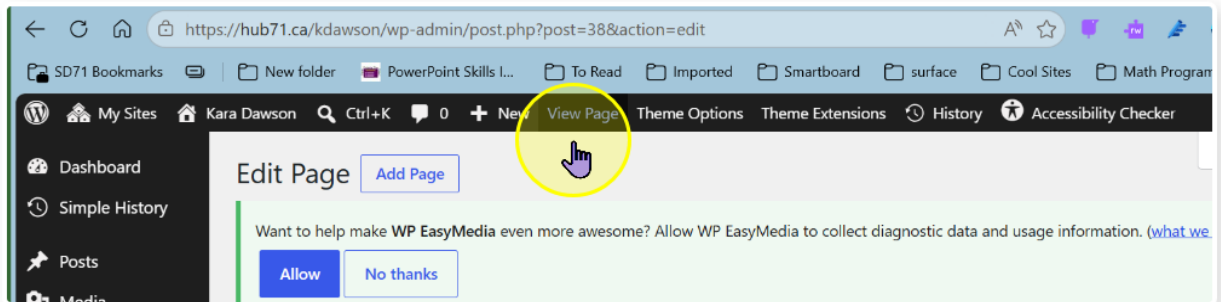 https://hub71.ca/kdawson/wp-admin/post.php?post=38&action=edit
SD71 Bookmarks New folder PowerPoint Skills I... To Read Imported Smartboard surface Cool Sites Math Program
My Sites Kara Dawson Ctrl+K 0 New View Page Theme Options Theme Extensions History Accessibility Checker
Dashboard
Edit Page Add Page
Simple History
Want to help make WP EasyMedia even more awesome? Allow WP EasyMedia to collect diagnostic data and usage information. (what we
Posts
Allow No thanks
Media